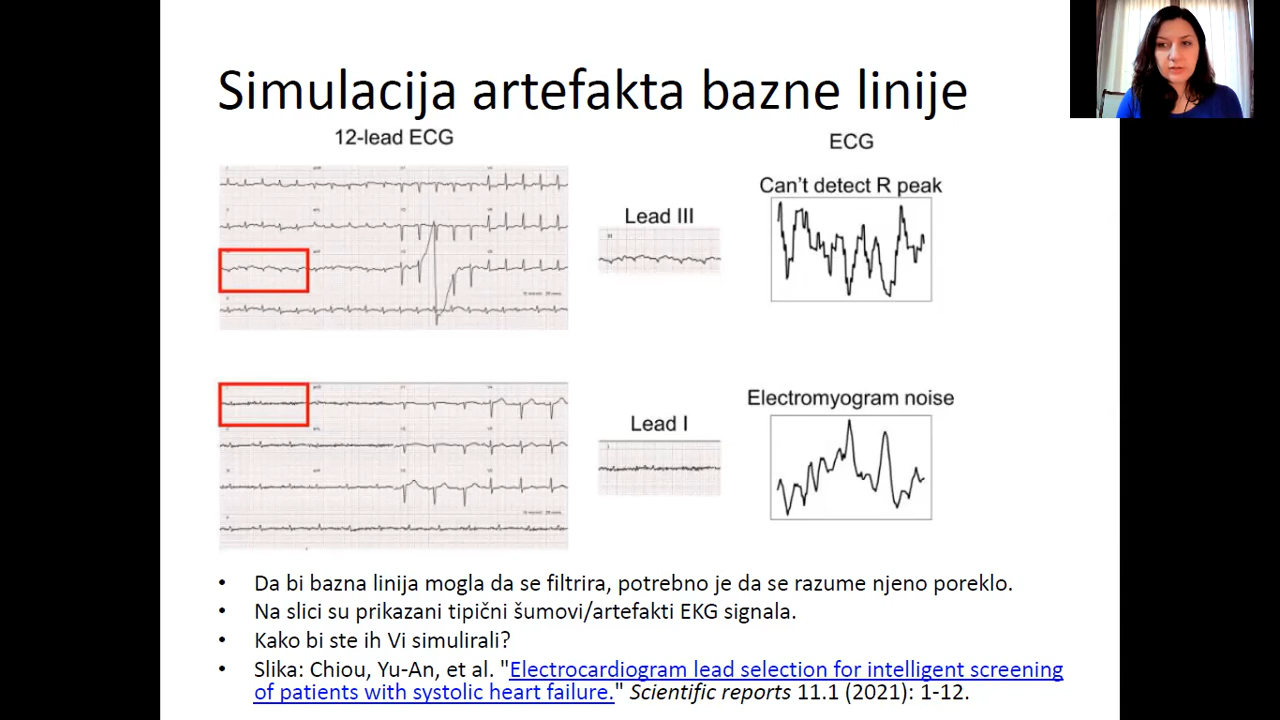 Simulacija artefakta bazne linije
12-lead ECG
ECG
Can't detect R peak
Lead III
III
Electromyogram noise
Lead I
I
• Da bi bazna linija mogla da se filtrira, potrebno je da se razume njeno poreklo.
• Na slici su prikazani tipični šumovi/artefakti EKG signala.
• Kako bi ste ih Vi simulirali?
• Slika: Chiou, Yu-An, et al. "Electrocardiogram lead selection for intelligent screening
of patients with systolic heart failure." Scientific reports 11.1 (2021): 1-12.